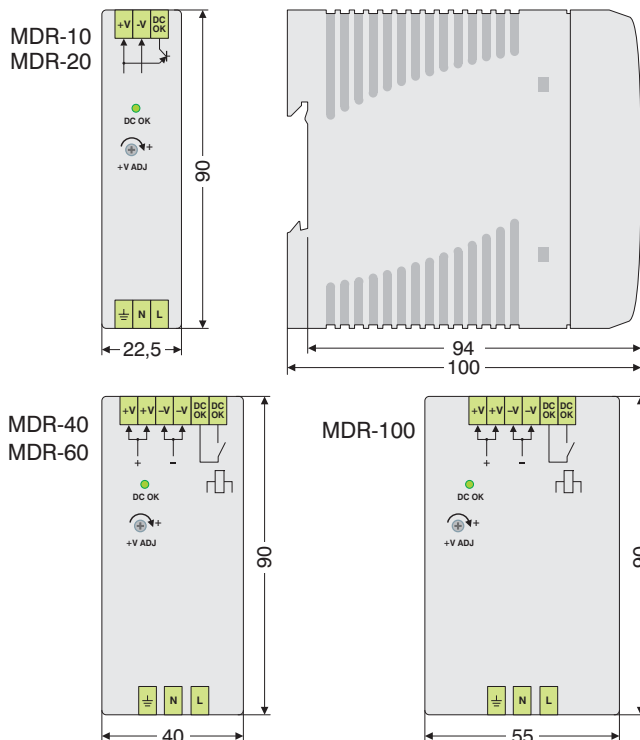 MDR-10
MDR-20
+V -V DC OK
DC OK
+
+V ADJ
90
⏚ N L
22,5
94
100
MDR-40
MDR-60
+V +V –V –V DC OK DC OK
+ –
DC OK
+
+V ADJ
90
⏚ N L
40
MDR-100
+V +V –V –V DC OK DC OK
+ –
DC OK
+
+V ADJ
90
⏚ N L
55